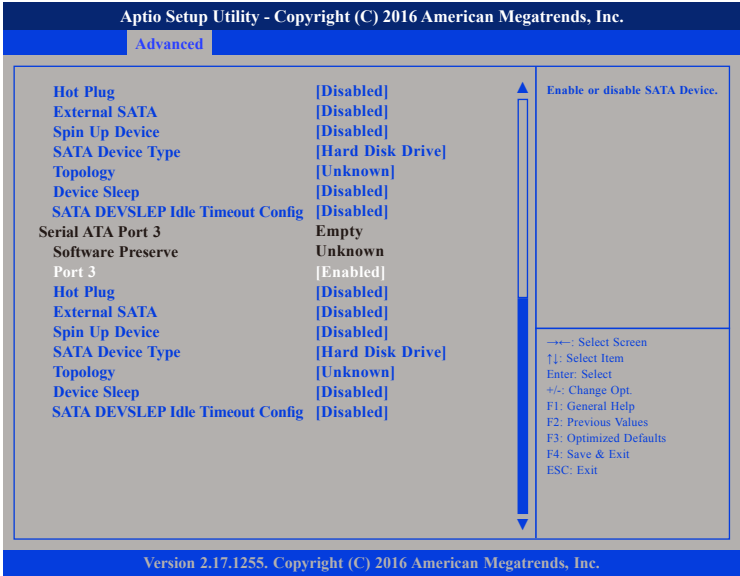 Aptio Setup Utility - Copyright (C) 2016 American Megatrends, Inc.
Advanced
Hot Plug [Disabled]
External SATA [Disabled]
Spin Up Device [Disabled]
SATA Device Type [Hard Disk Drive]
Topology [Unknown]
Device Sleep [Disabled]
SATA DEVSLEP Idle Timeout Config [Disabled]
Serial ATA Port 3 Empty
Software Preserve Unknown
Port 3 [Enabled]
Hot Plug [Disabled]
External SATA [Disabled]
Spin Up Device [Disabled]
SATA Device Type [Hard Disk Drive]
Topology [Unknown]
Device Sleep [Disabled]
SATA DEVSLEP Idle Timeout Config [Disabled]
Enable or disable SATA Device.
→←: Select Screen
↑↓: Select Item
Enter: Select
+/-: Change Opt.
F1: General Help
F2: Previous Values
F3: Optimized Defaults
F4: Save & Exit
ESC: Exit
Version 2.17.1255. Copyright (C) 2016 American Megatrends, Inc.